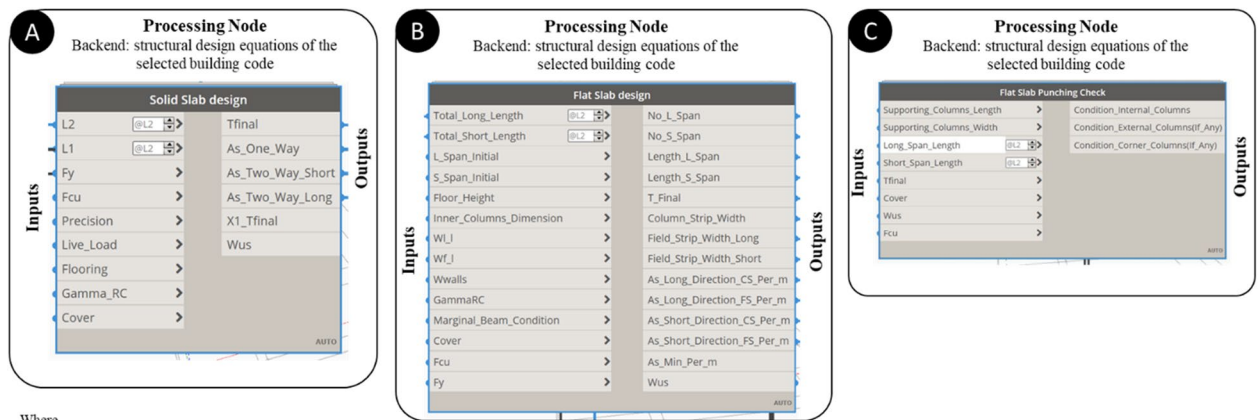 A
Processing Node
Backend: structural design equations of the
selected building code
Solid Slab design
Inputs
L2 @L2
L1 @L2
Fy
Fcu
Precision
Live_Load
Flooring
Gamma_RC
Cover
Tfinal
As_One_Way
As_Two_Way_Short
As_Two_Way_Long
X1_Tfinal
Wus
AUTO
Outputs
B
Processing Node
Backend: structural design equations of the
selected building code
Flat Slab design
Inputs
Total_Long_Length @L2
Total_Short_Length @L2
L_Span_Initial
S_Span_Initial
Floor_Height
Inner_Columns_Dimension
Wl_l
Wf_l
Wwalls
GammaRC
Marginal_Beam_Condition
Cover
Fcu
Fy
No_L_Span
No_S_Span
Length_L_Span
Length_S_Span
T_Final
Column_Strip_Width
Field_Strip_Width_Long
Field_Strip_Width_Short
As_Long_Direction_CS_Per_m
As_Long_Direction_FS_Per_m
As_Short_Direction_CS_Per_m
As_Short_Direction_FS_Per_m
As_Min_Per_m
Wus
AUTO
Outputs
C
Processing Node
Backend: structural design equations of the
selected building code
Flat Slab Punching Check
Inputs
Supporting_Columns_Length
Supporting_Columns_Width
Long_Span_Length @L2
Short_Span_Length @L2
Tfinal
Cover
Wus
Fcu
Condition_Internal_Columns
Condition_External_Columns(If_Any)
Condition_Corner_Columns(If_Any)
AUTO
Outputs
Where